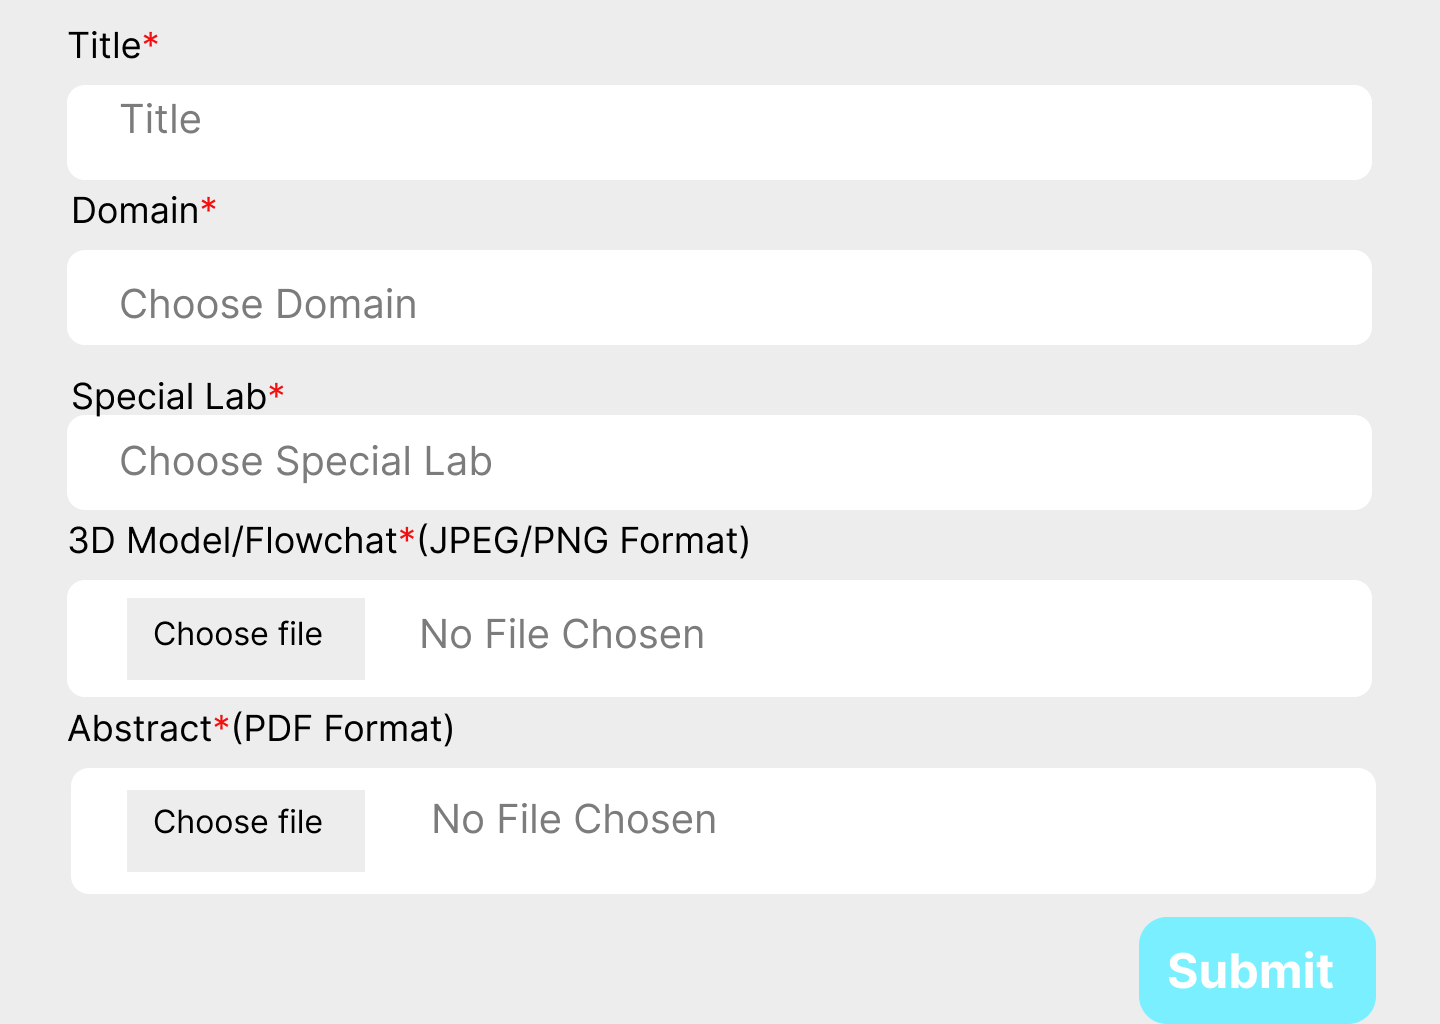 Title*
Title
Domain*
Choose Domain
Special Lab*
Choose Special Lab
3D Model/Flowchat*(JPEG/PNG Format)
Choose file No File Chosen
Abstract*(PDF Format)
Choose file No File Chosen
Submit